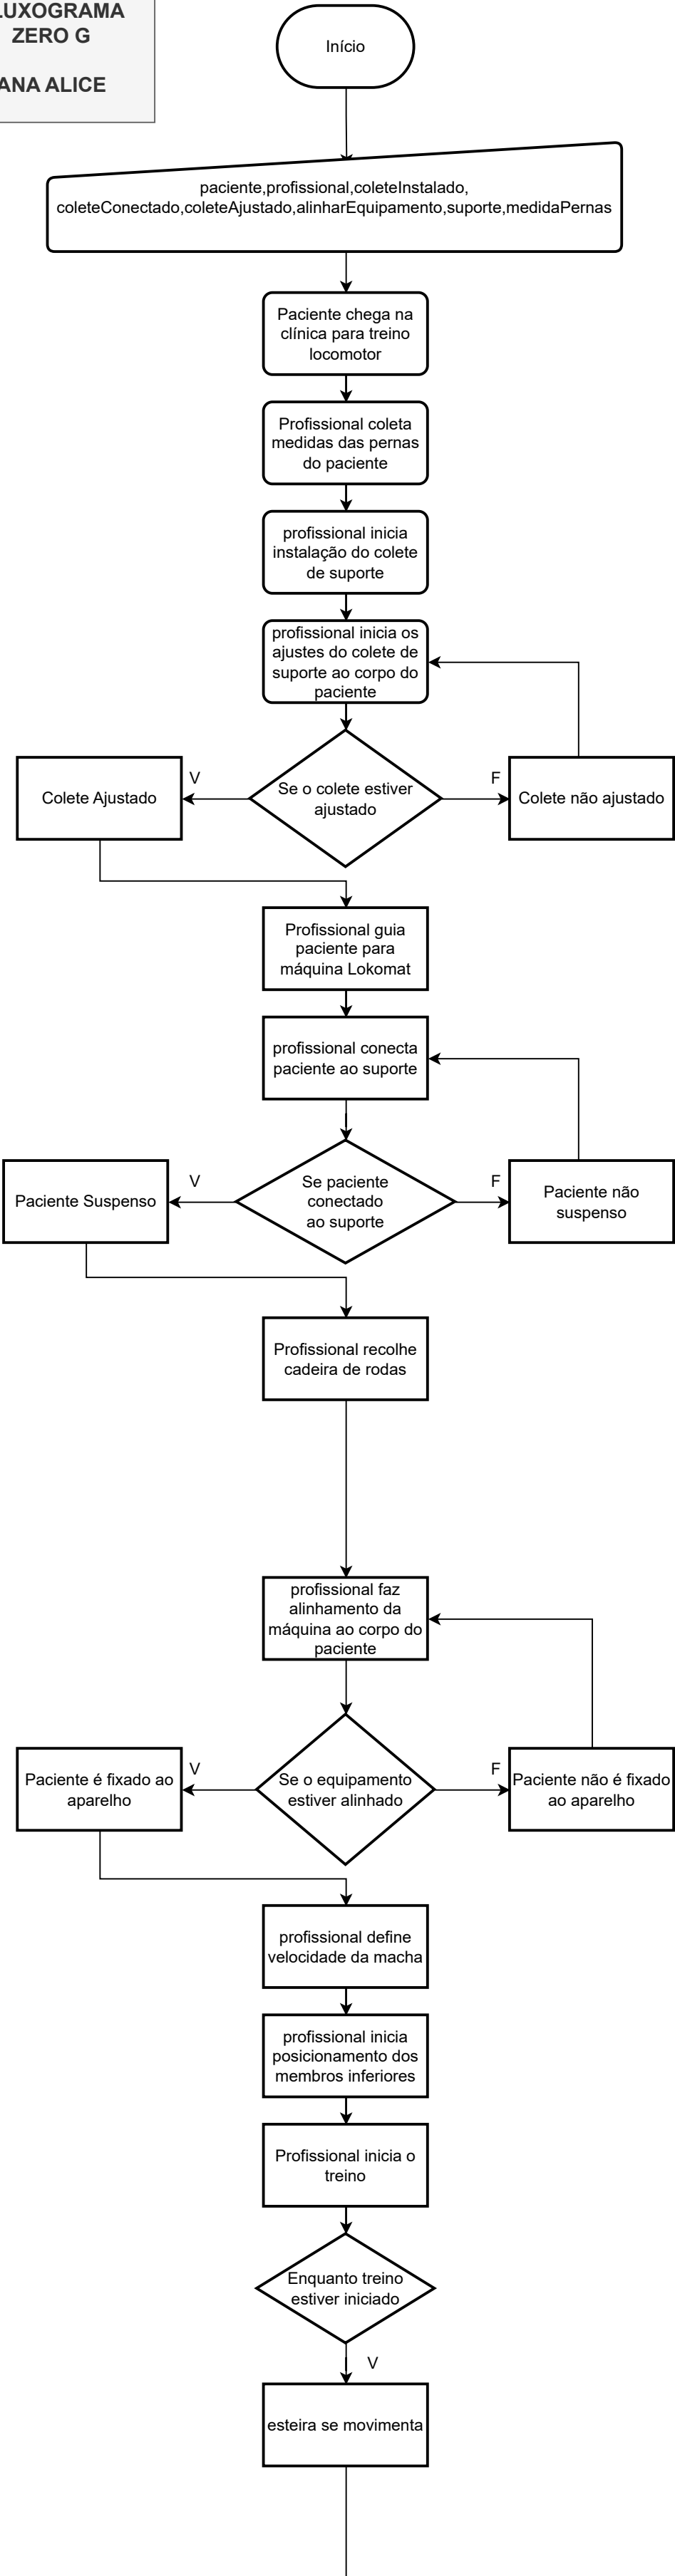 LUXOGRAMA
ZERO G
ANA ALICE
Início
paciente,profissional,coleteInstalado,
coleteConectado,coleteAjustado,alinharEquipamento,suporte,medidaPernas
Paciente chega na
clínica para treino
locomotor
Profissional coleta
medidas das pernas
do paciente
profissional inicia
instalação do colete
de suporte
profissional inicia os
ajustes do colete de
suporte ao corpo do
paciente
Se o colete estiver
ajustado
V
F
Colete Ajustado
Colete não ajustado
Profissional guia
paciente para
máquina Lokomat
profissional conecta
paciente ao suporte
Se paciente
conectado
ao suporte
V
F
Paciente Suspenso
Paciente não
suspenso
Profissional recolhe
cadeira de rodas
profissional faz
alinhamento da
máquina ao corpo do
paciente
Se o equipamento
estiver alinhado
V
F
Paciente é fixado ao
aparelho
Paciente não é fixado
ao aparelho
profissional define
velocidade da macha
profissional inicia
posicionamento dos
membros inferiores
Profissional inicia o
treino
Enquanto treino
estiver iniciado
V
esteira se movimenta